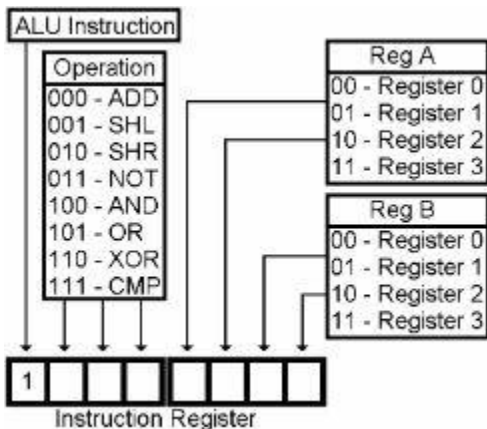 ALU Instruction
Operation
000 - ADD
001 - SHL
010 - SHR
011 - NOT
100 - AND
101 - OR
110 - XOR
111 - CMP
Reg A
00 - Register 0
01 - Register 1
10 - Register 2
11 - Register 3
Reg B
00 - Register 0
01 - Register 1
10 - Register 2
11 - Register 3
1
Instruction Register